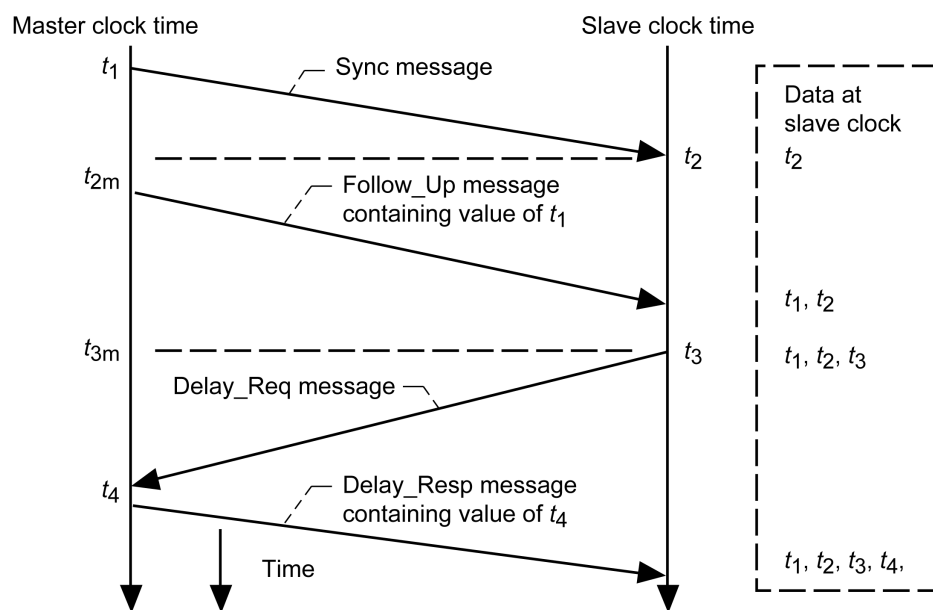 Master clock time
Slave clock time
t1
Sync message
Data at
slave clock
t2
t2
t2m
Follow_Up message
containing value of t1
t1, t2
t3m
t3
t1, t2, t3
Delay_Req message
t4
Delay_Resp message
containing value of t4
Time
t1, t2, t3, t4,